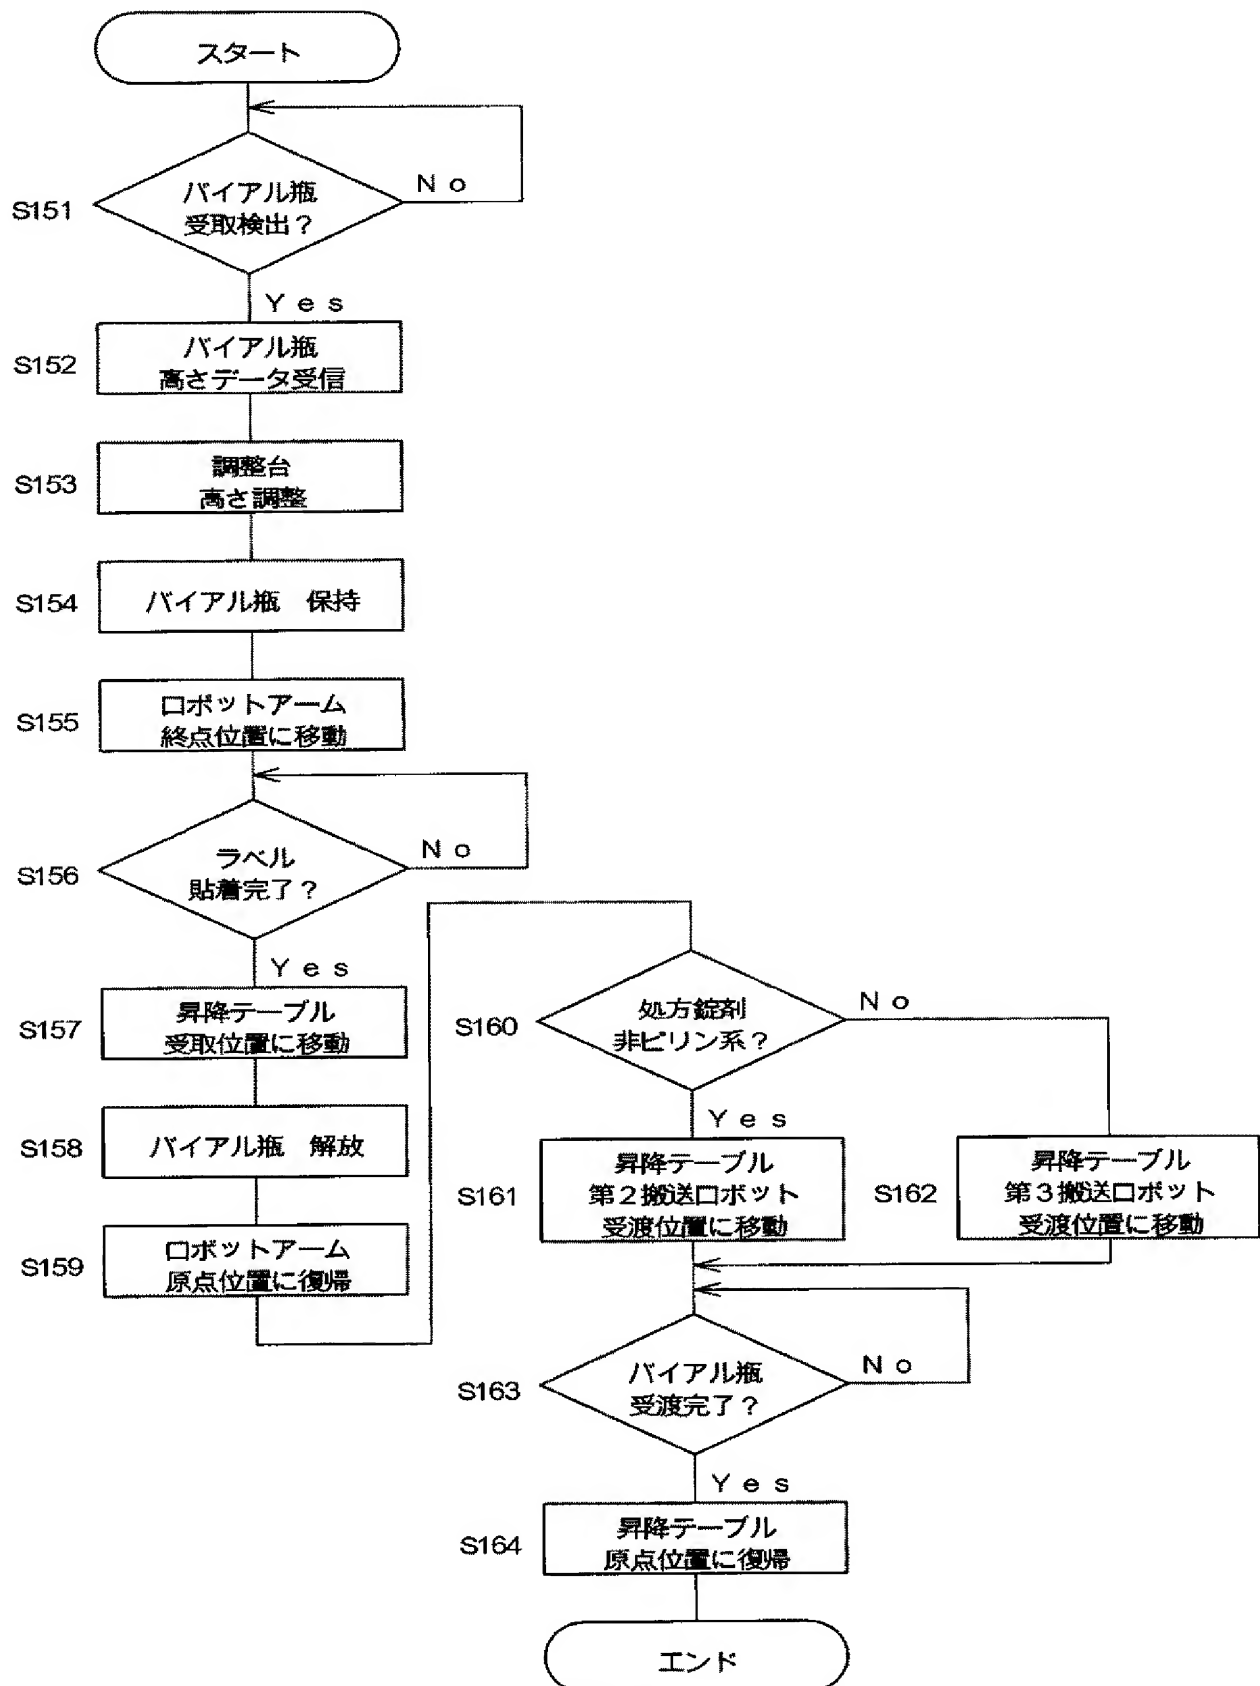 スタート
S151
バイアル瓶
受取検出？
No
Yes
S152
バイアル瓶
高さデータ受信
S153
調整台
高さ調整
S154
バイアル瓶　保持
S155
ロボットアーム
終点位置に移動
S156
ラベル
貼着完了？
No
Yes
S157
昇降テーブル
受取位置に移動
S158
バイアル瓶　解放
S159
ロボットアーム
原点位置に復帰
S160
処方錠剤
非ピリン系？
No
Yes
S161
昇降テーブル
第２搬送ロボット
受渡位置に移動
S162
昇降テーブル
第３搬送ロボット
受渡位置に移動
S163
バイアル瓶
受渡完了？
No
Yes
S164
昇降テーブル
原点位置に復帰
エンド